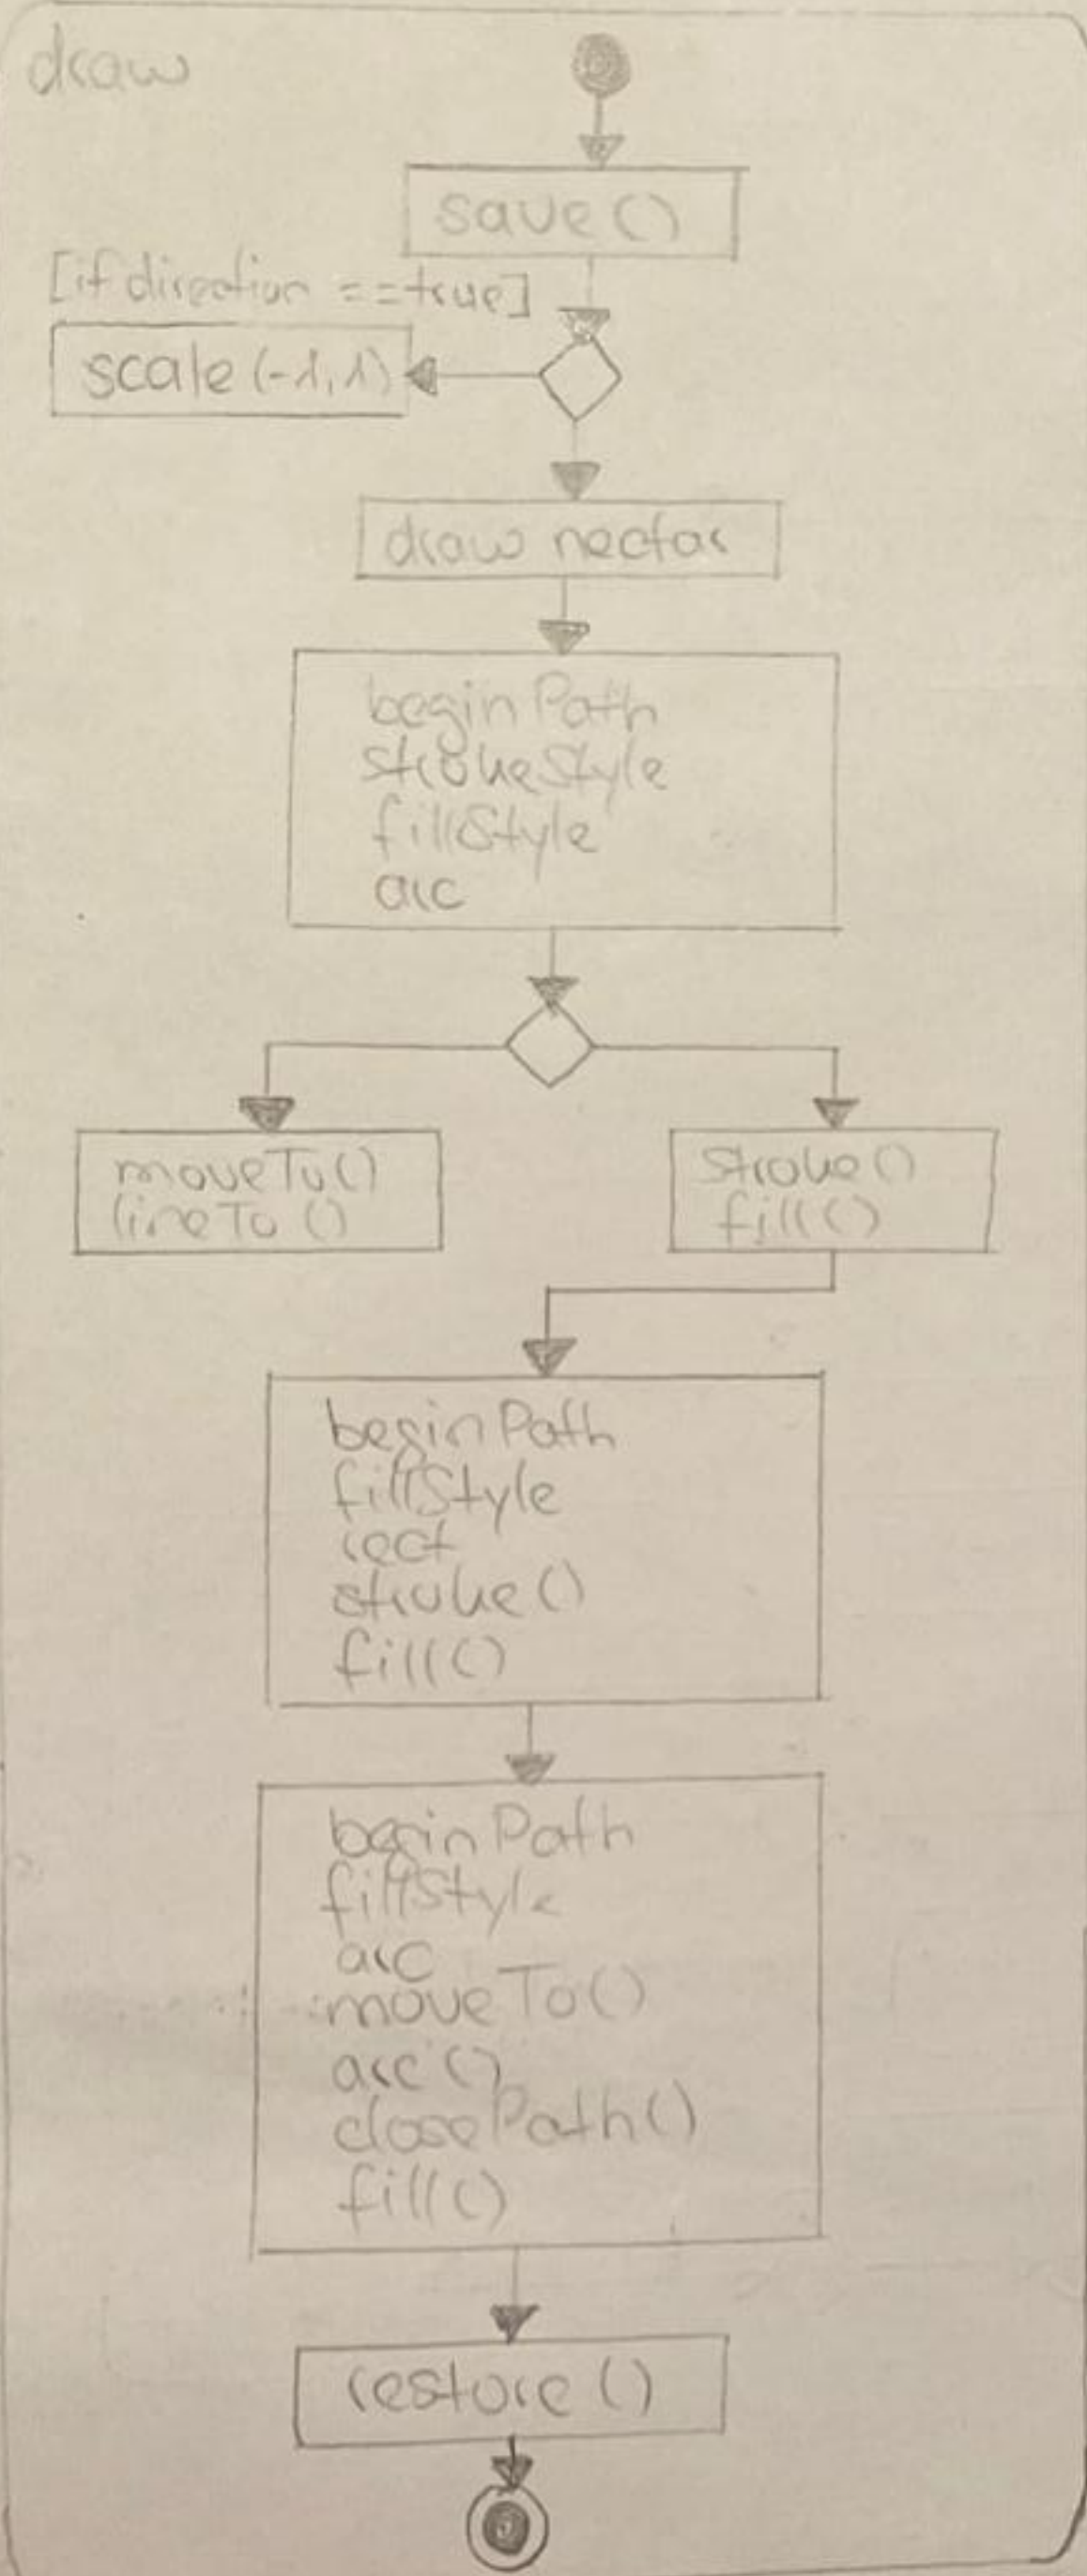 draw
save ()
[if direction == true]
scale (-1, 1)
draw nectar
beginPath
strokeStyle
fillStyle
arc
moveTo()
lineTo ()
stroke ()
fill ()
beginPath
fillStyle
rect
stroke ()
fill ()
beginPath
fillStyle
arc
moveTo()
arc ()
closePath()
fill ()
restore ()